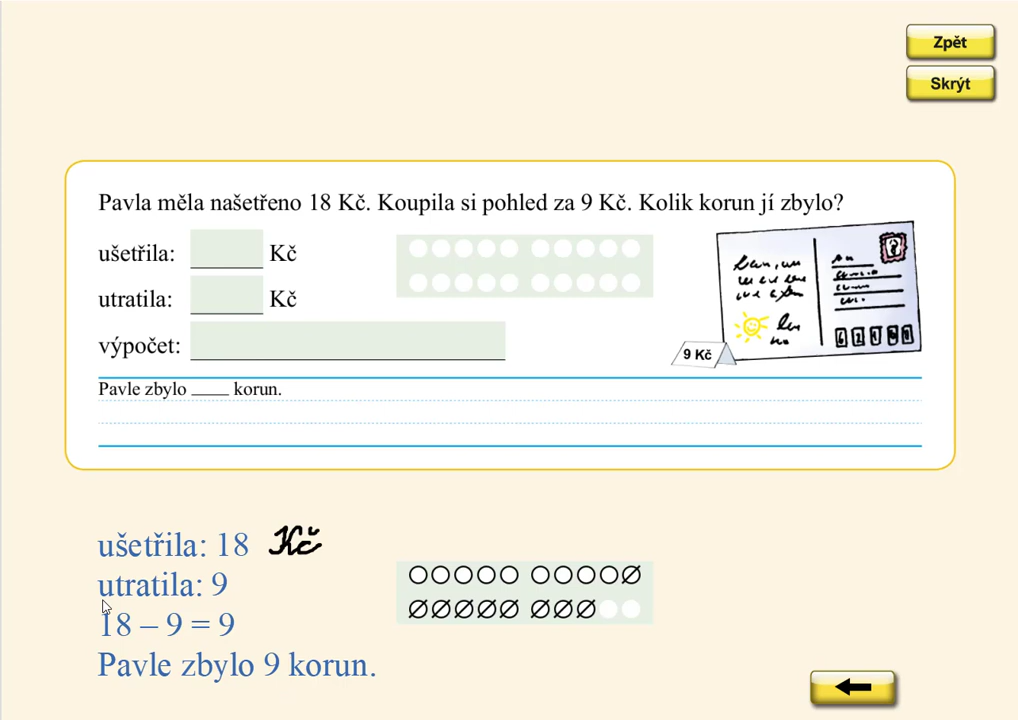 Zpět
Skrýt
Pavla měla našetřeno 18 Kč. Koupila si pohled za 9 Kč. Kolik korun jí zbylo?
ušetřila: Kč
utratila: Kč
výpočet:
9 Kč
Pavle zbylo ____ korun.
ušetřila: 18 Kč
utratila: 9
18 – 9 = 9
Pavle zbylo 9 korun.